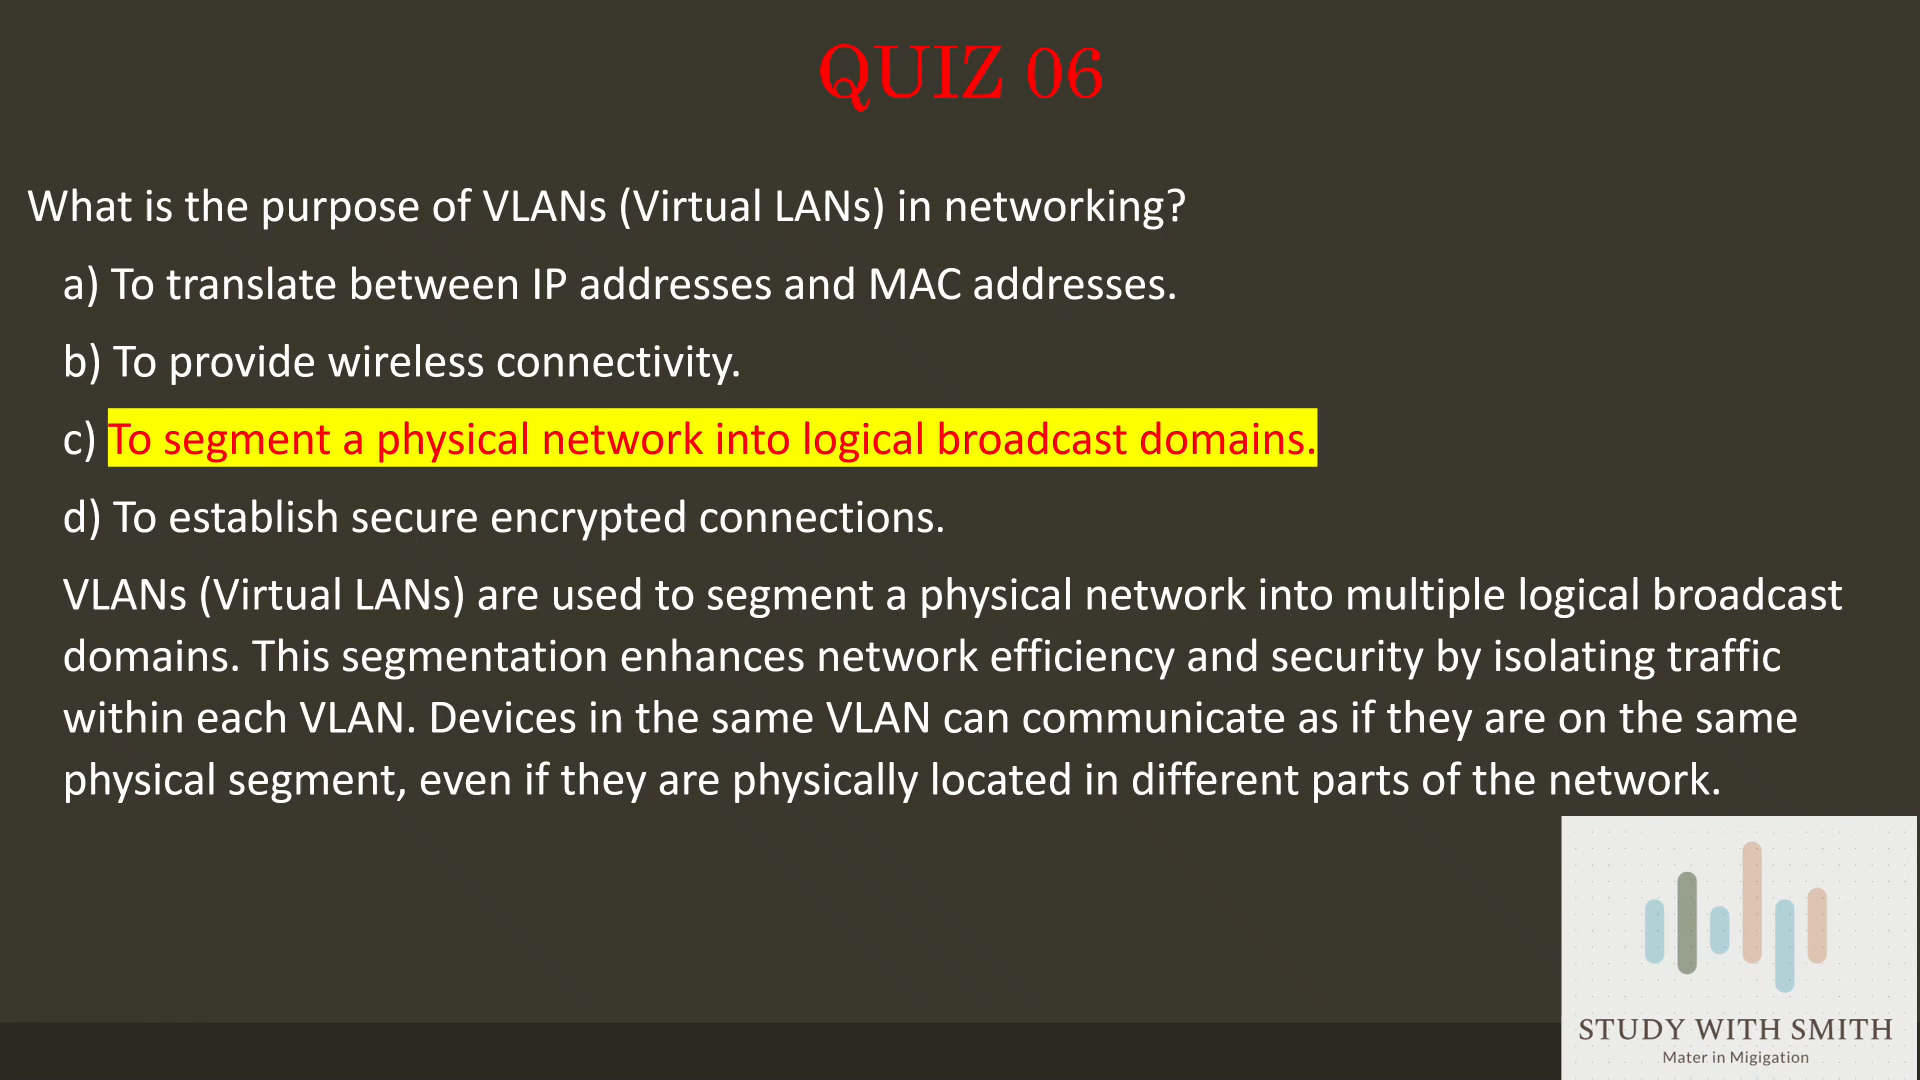 QUIZ 06
What is the purpose of VLANs (Virtual LANs) in networking?
a) To translate between IP addresses and MAC addresses.
b) To provide wireless connectivity.
c) To segment a physical network into logical broadcast domains.
d) To establish secure encrypted connections.
VLANs (Virtual LANs) are used to segment a physical network into multiple logical broadcast
domains. This segmentation enhances network efficiency and security by isolating traffic
within each VLAN. Devices in the same VLAN can communicate as if they are on the same
physical segment, even if they are physically located in different parts of the network.
STUDY WITH SMITH
Mater in Migigation